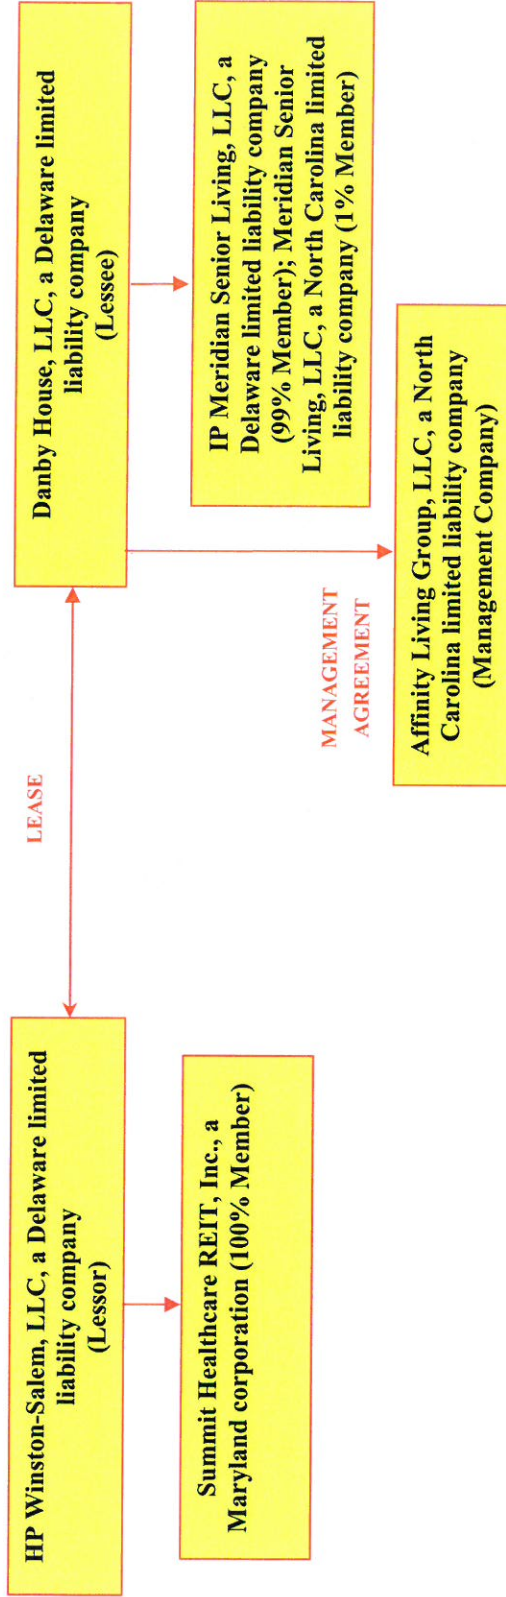 HP Winston-Salem, LLC, a Delaware limited
liability company
(Lessor)
LEASE
Danby House, LLC, a Delaware limited
liability company
(Lessee)
Summit Healthcare REIT, Inc., a
Maryland corporation (100% Member)
IP Meridian Senior Living, LLC, a
Delaware limited liability company
(99% Member); Meridian Senior
Living, LLC, a North Carolina limited
liability company (1% Member)
MANAGEMENT
AGREEMENT
Affinity Living Group, LLC, a North
Carolina limited liability company
(Management Company)